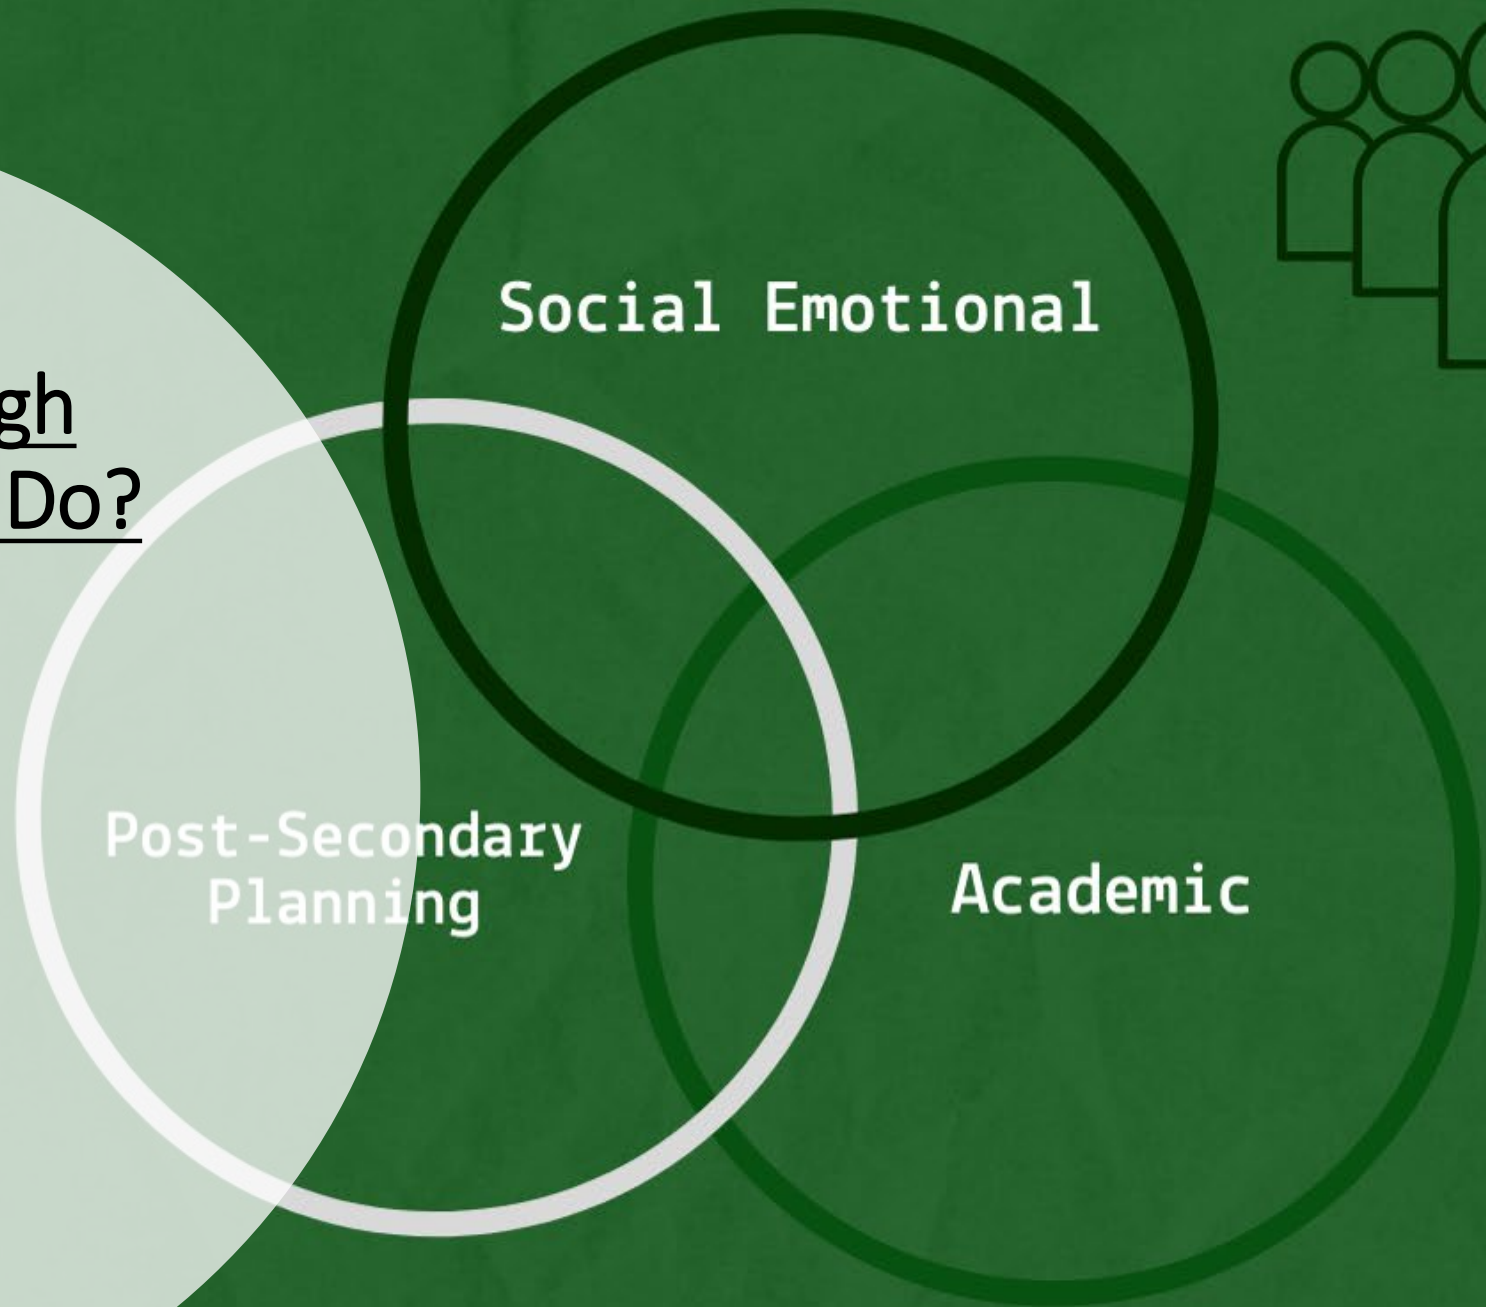 gh
Do?
Social Emotional
Post-Secondary
Planning
Academic